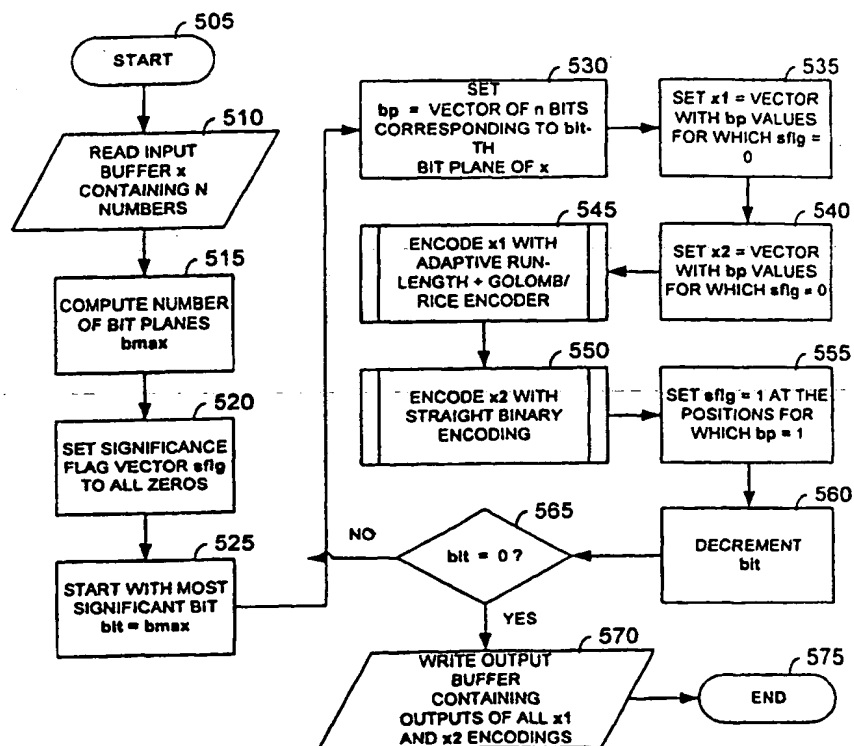 505
START
510
READ INPUT
BUFFER x
CONTAINING N
NUMBERS
515
COMPUTE NUMBER
OF BIT PLANES
bmax
520
SET SIGNIFICANCE
FLAG VECTOR sflg
TO ALL ZEROS
525
START WITH MOST
SIGNIFICANT BIT
bit = bmax
530
SET
bp = VECTOR OF n BITS
CORRESPONDING TO bit-
TH
BIT PLANE OF x
535
SET x1 = VECTOR
WITH bp VALUES
FOR WHICH sflg =
0
540
SET x2 = VECTOR
WITH bp VALUES
FOR WHICH sflg = 0
545
ENCODE x1 WITH
ADAPTIVE RUN-
LENGTH + GOLOMB/
RICE ENCODER
550
ENCODE x2 WITH
STRAIGHT BINARY
ENCODING
555
SET sflg = 1 AT THE
POSITIONS FOR
WHICH bp = 1
560
DECREMENT
bit
565
bit = 0 ?
NO
YES
570
WRITE OUTPUT
BUFFER
CONTAINING
OUTPUTS OF ALL x1
AND x2 ENCODINGS
575
END